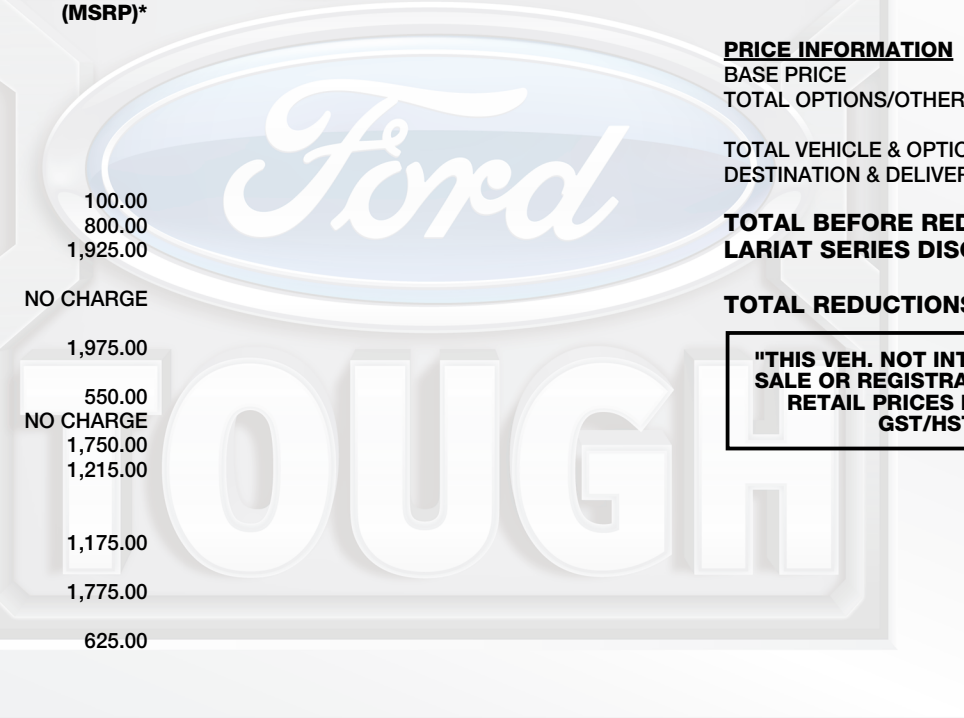 (MSRP)*
100.00
800.00
1,925.00
NO CHARGE
1,975.00
550.00
NO CHARGE
1,750.00
1,215.00
1,175.00
1,775.00
625.00
Ford
TOUGH
PRICE INFORMATION
BASE PRICE
TOTAL OPTIONS/OTHER
TOTAL VEHICLE & OPTIO
DESTINATION & DELIVER
TOTAL BEFORE RED
LARIAT SERIES DISC
TOTAL REDUCTIONS
"THIS VEH. NOT INT
SALE OR REGISTRA
RETAIL PRICES
GST/HST